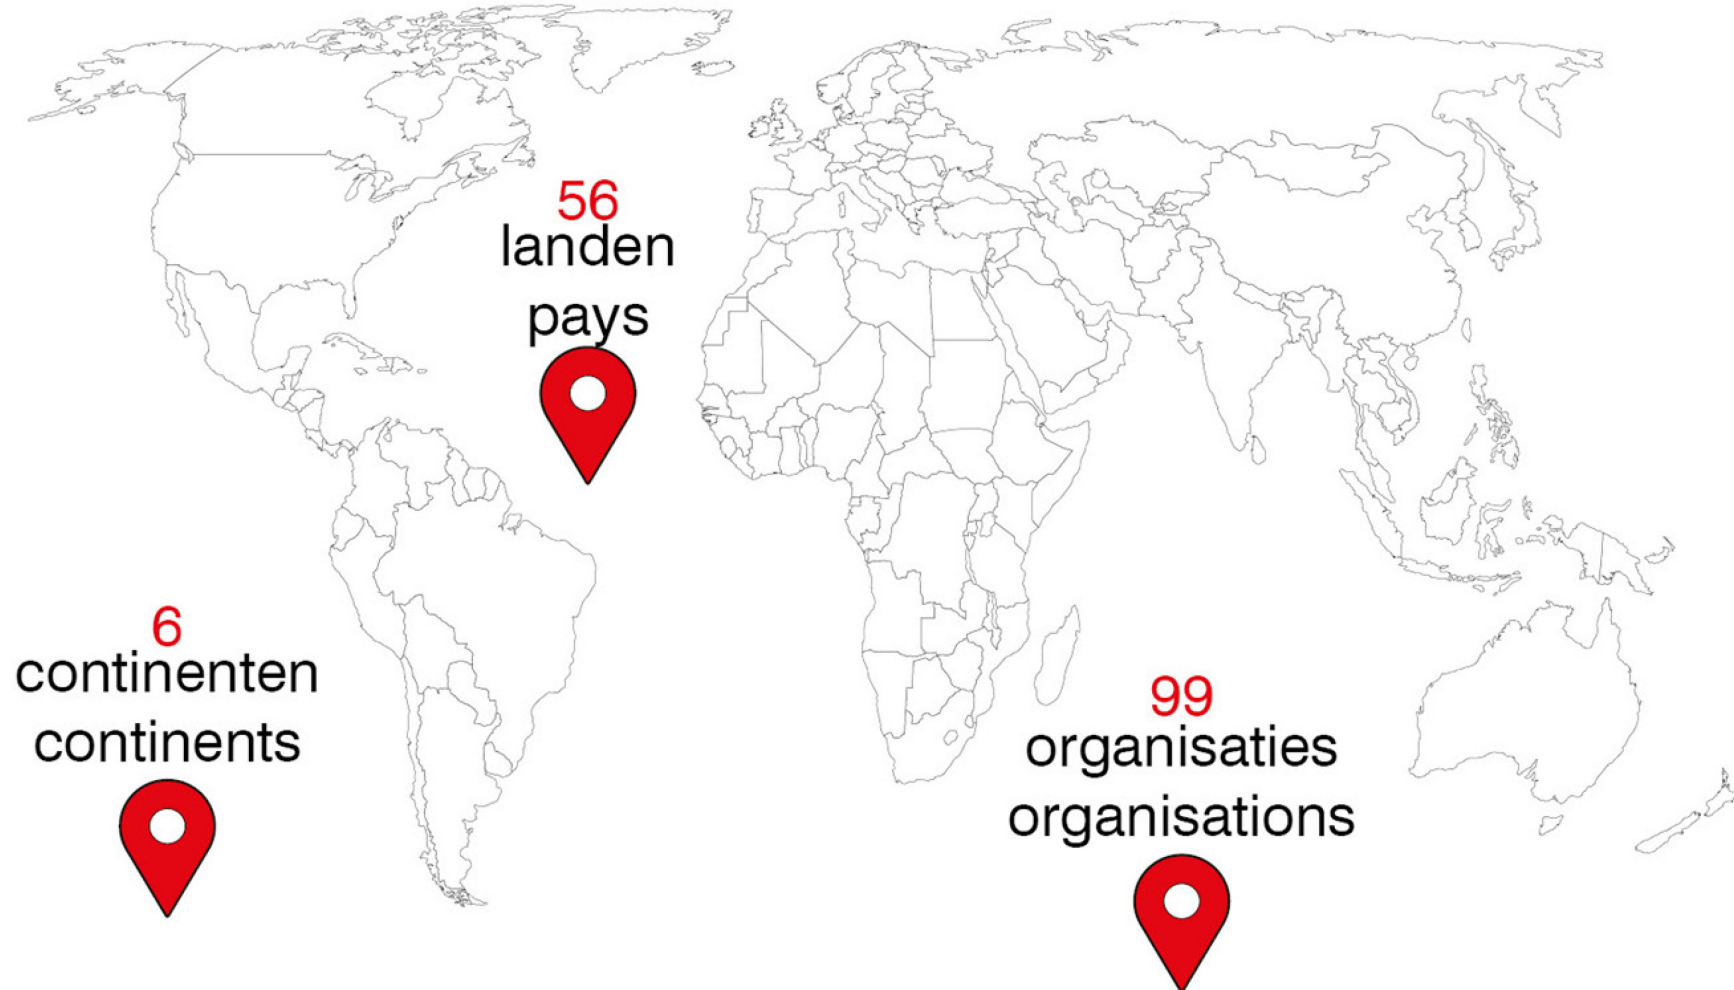 56
landen
pays
6
continenten
continents
99
organisaties
organisations